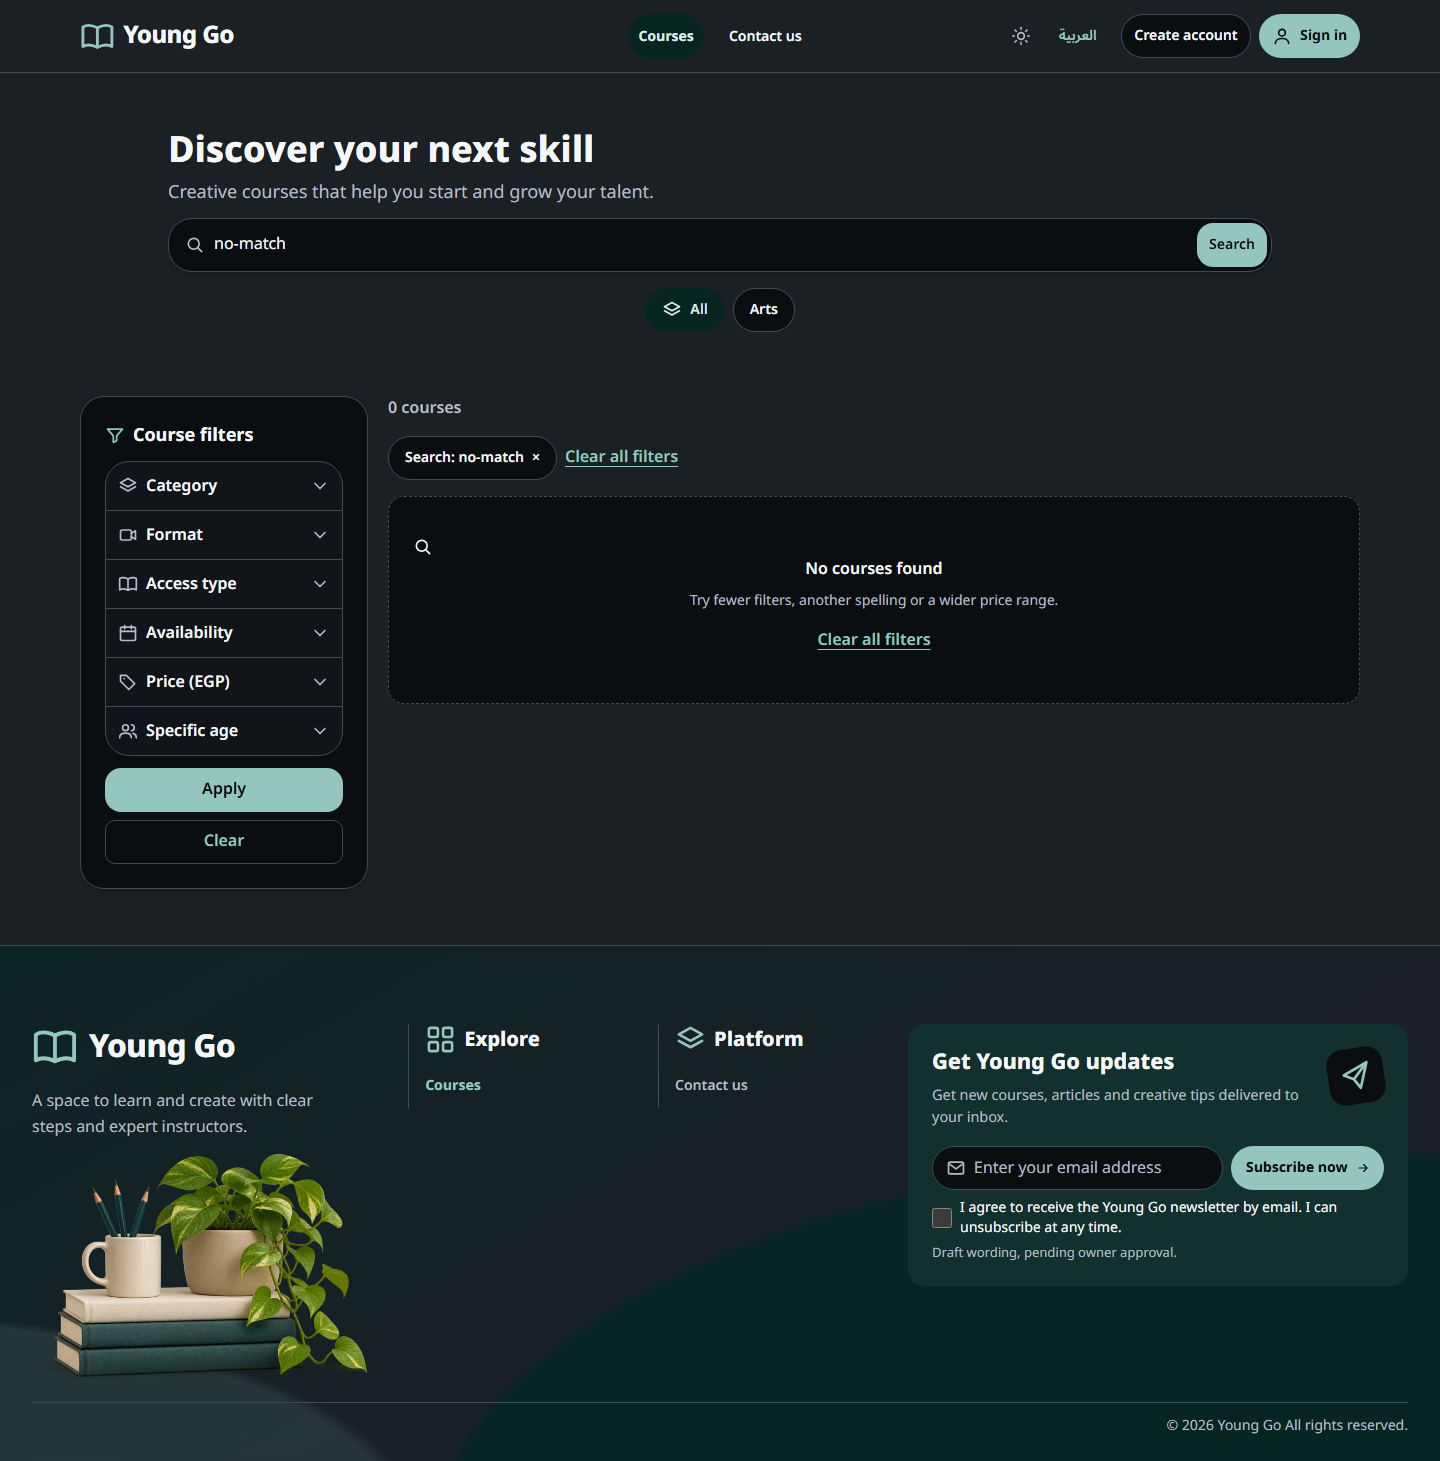 Young Go
Courses
Contact us
العربية
Create account
Sign in
Discover your next skill
Creative courses that help you start and grow your talent.
no-match
Search
All
Arts
Course filters
Category
Format
Access type
Availability
Price (EGP)
Specific age
Apply
Clear
0 courses
Search: no-match ×
Clear all filters
No courses found
Try fewer filters, another spelling or a wider price range.
Clear all filters
Young Go
A space to learn and create with clear
steps and expert instructors.
Explore
Courses
Platform
Contact us
Get Young Go updates
Get new courses, articles and creative tips delivered to
your inbox.
Enter your email address
Subscribe now →
I agree to receive the Young Go newsletter by email. I can
unsubscribe at any time.
Draft wording, pending owner approval.
© 2026 Young Go All rights reserved.